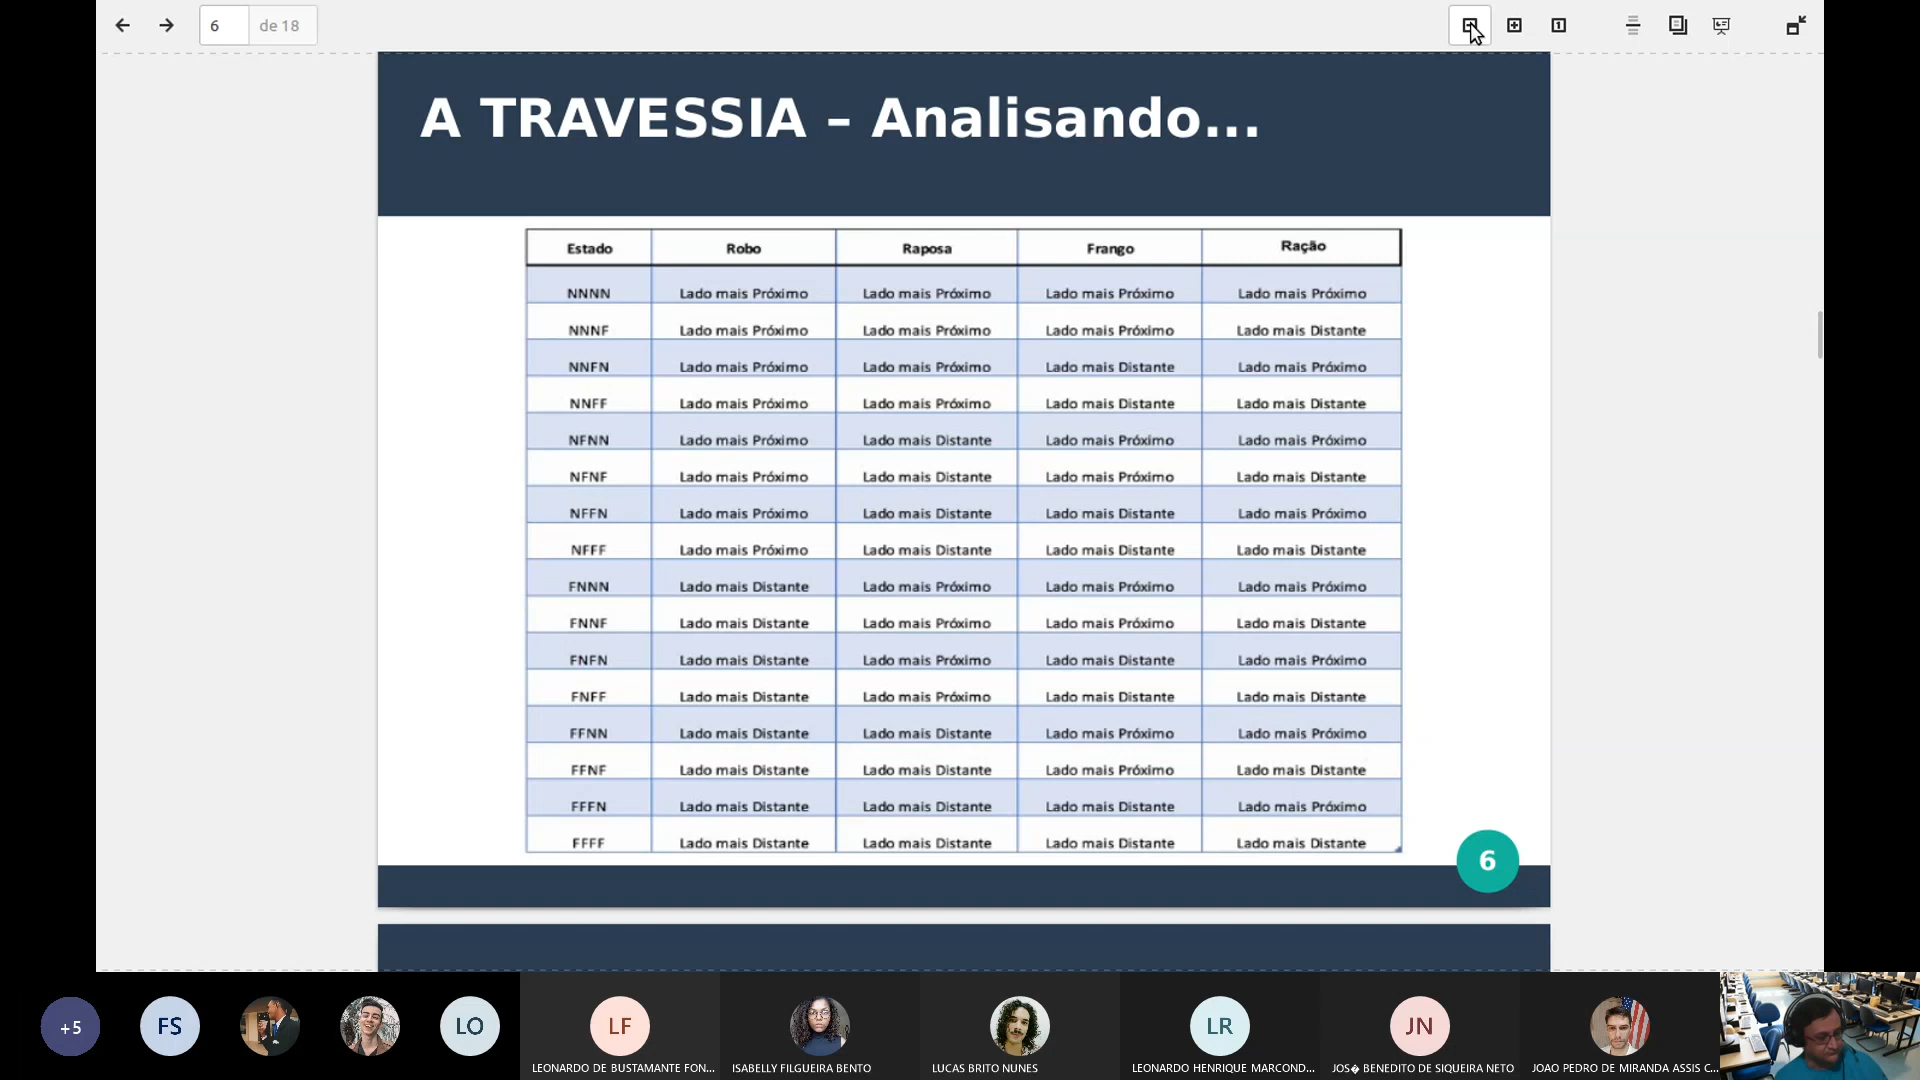 6 de 18
1
A TRAVESSIA – Analisando...
Estado Robo Raposa Frango Ração
NNNN Lado mais Próximo Lado mais Próximo Lado mais Próximo Lado mais Próximo
NNNF Lado mais Próximo Lado mais Próximo Lado mais Próximo Lado mais Distante
NNFN Lado mais Próximo Lado mais Próximo Lado mais Distante Lado mais Próximo
NNFF Lado mais Próximo Lado mais Próximo Lado mais Distante Lado mais Distante
NFNN Lado mais Próximo Lado mais Distante Lado mais Próximo Lado mais Próximo
NFNF Lado mais Próximo Lado mais Distante Lado mais Próximo Lado mais Distante
NFFN Lado mais Próximo Lado mais Distante Lado mais Distante Lado mais Próximo
NFFF Lado mais Próximo Lado mais Distante Lado mais Distante Lado mais Distante
FNNN Lado mais Distante Lado mais Próximo Lado mais Próximo Lado mais Próximo
FNNF Lado mais Distante Lado mais Próximo Lado mais Próximo Lado mais Distante
FNFN Lado mais Distante Lado mais Próximo Lado mais Distante Lado mais Próximo
FNFF Lado mais Distante Lado mais Próximo Lado mais Distante Lado mais Distante
FFNN Lado mais Distante Lado mais Distante Lado mais Próximo Lado mais Próximo
FFNF Lado mais Distante Lado mais Distante Lado mais Próximo Lado mais Distante
FFFN Lado mais Distante Lado mais Distante Lado mais Distante Lado mais Próximo
FFFF Lado mais Distante Lado mais Distante Lado mais Distante Lado mais Distante
6
+5 FS LO LF LR JN
LEONARDO DE BUSTAMANTE FON... ISABELLY FILGUEIRA BENTO LUCAS BRITO NUNES LEONARDO HENRIQUE MARCOND... JOS� BENEDITO DE SIQUEIRA NETO JOAO PEDRO DE MIRANDA ASSIS C...